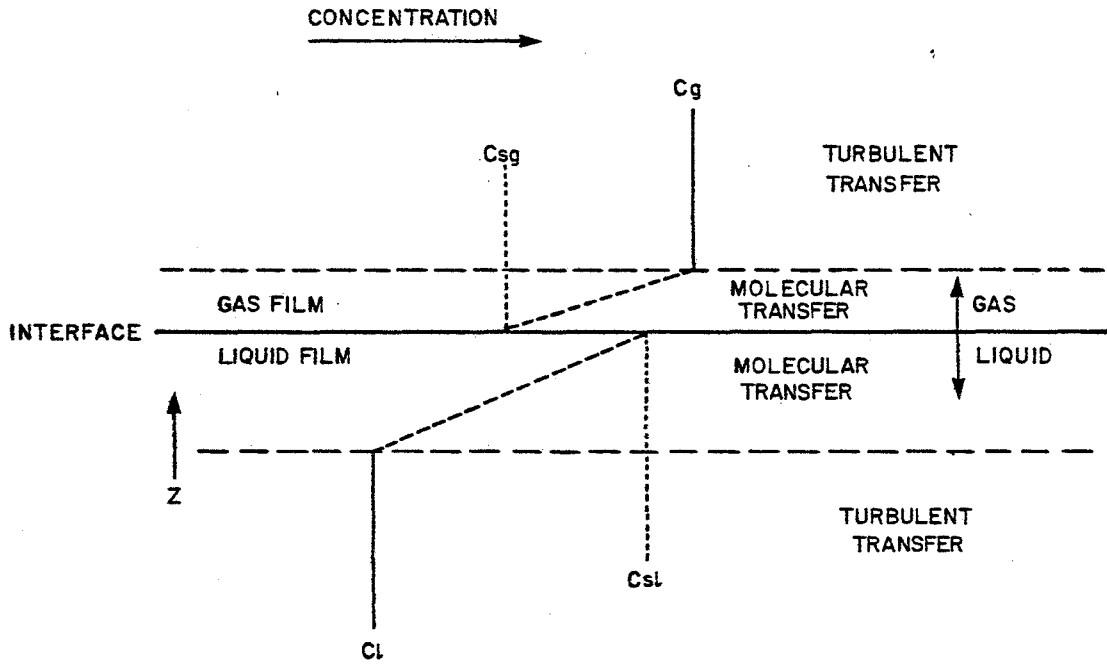 CONCENTRATION
Cg
Csg
TURBULENT
TRANSFER
MOLECULAR
TRANSFER
GAS FILM
GAS
INTERFACE
LIQUID FILM
LIQUID
MOLECULAR
TRANSFER
Z
TURBULENT
TRANSFER
Csl
Cl